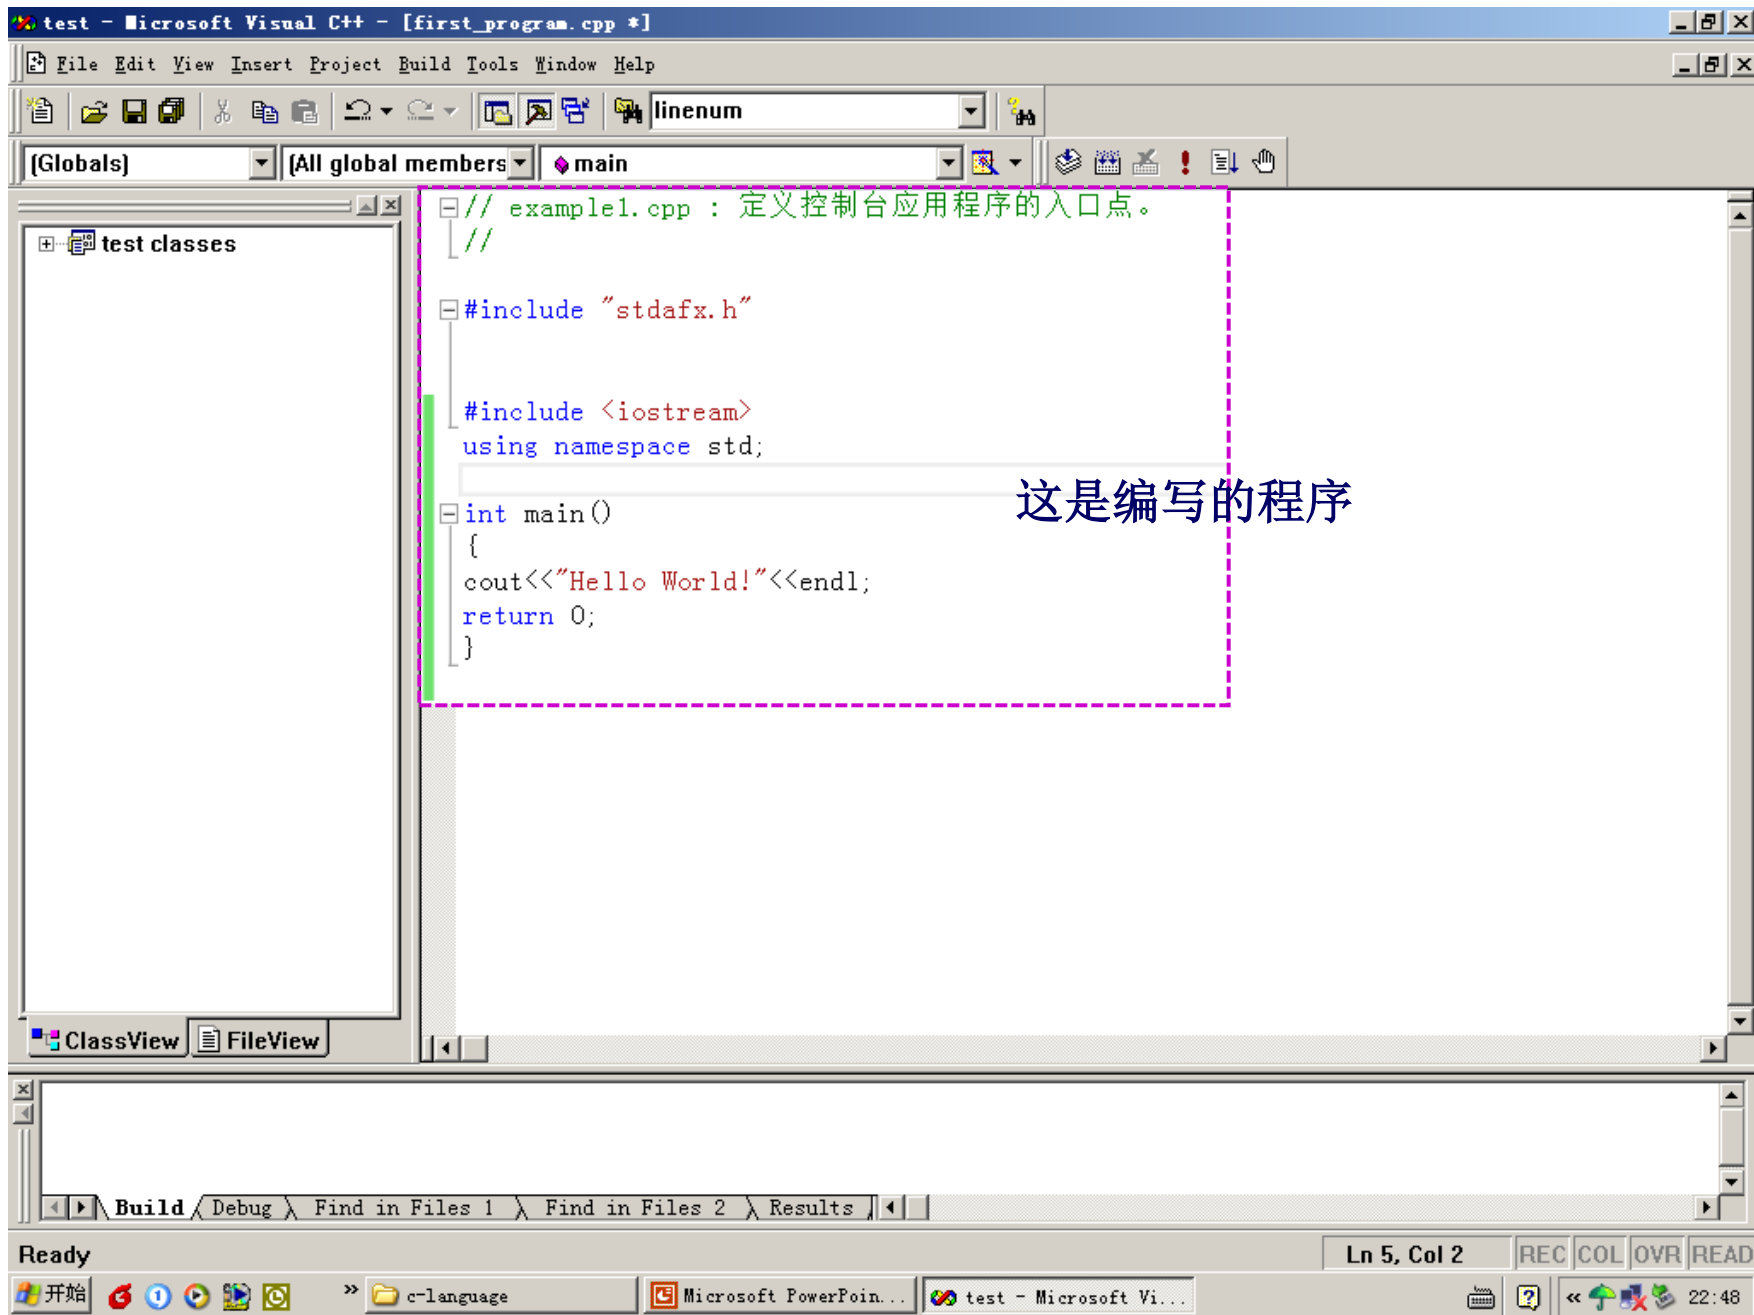 test - Microsoft Visual C++ - [first_program.cpp *]
File Edit View Insert Project Build Tools Window Help
linenum
(Globals) (All global members main
test classes
// example1.cpp : 定义控制台应用程序的入口点。
//
#include "stdafx.h"
#include <iostream>
using namespace std;
这是编写的程序
int main()
{
cout<<"Hello World!"<<endl;
return 0;
}
ClassView FileView
Build Debug Find in Files 1 Find in Files 2 Results
Ready Ln 5, Col 2 REC COL OVR READ
开始 c-language Microsoft PowerPoin... test - Microsoft Vi... 22:48